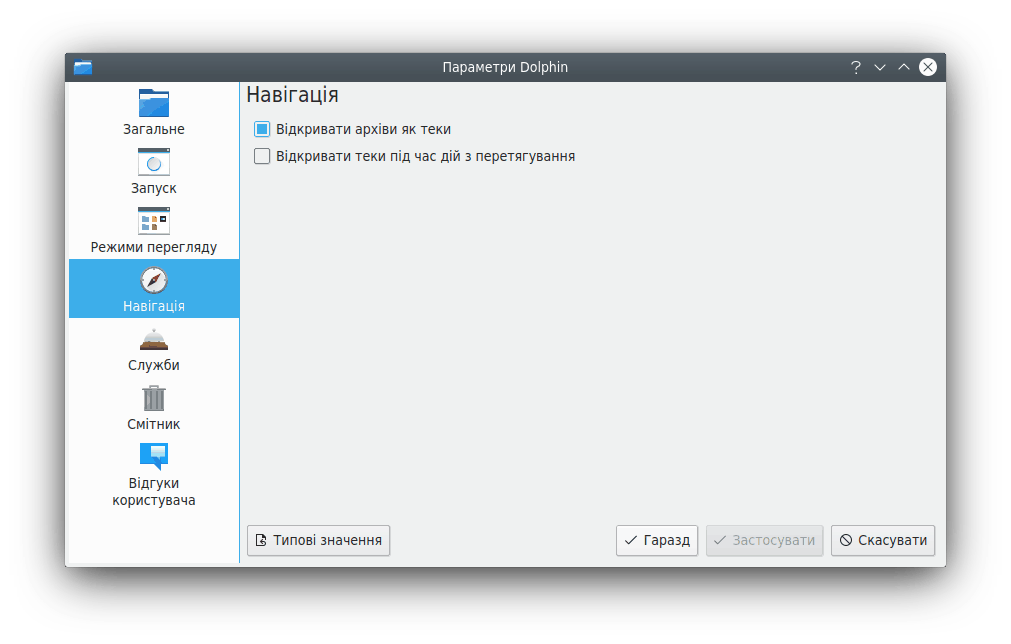 Параметри Dolphin
Загальне
Запуск
Режими перегляду
Навігація
Служби
Смітник
Відгуки
користувача
Навігація
Відкривати архіви як теки
Відкривати теки під час дій з перетягування
Типові значення
Гаразд
Застосувати
Скасувати